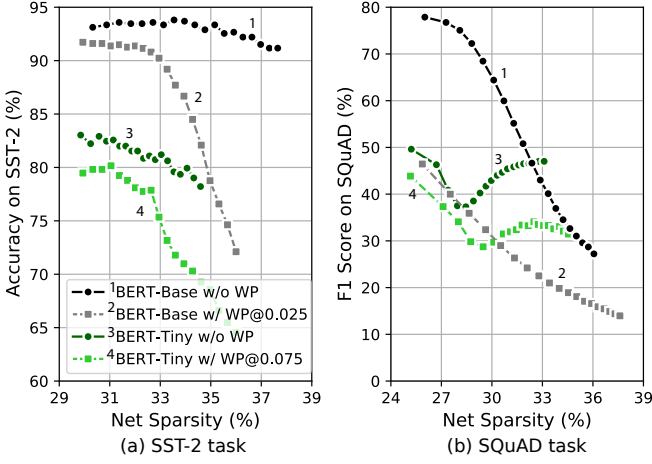 Accuracy on SST-2 (%)
95
90
85
80
75
70
65
60
1
2
3
4
1BERT-Base w/o WP
2BERT-Base w/ WP@0.025
3BERT-Tiny w/o WP
4BERT-Tiny w/ WP@0.075
29 31 33 35 37 39
Net Sparsity (%)
(a) SST-2 task
F1 Score on SQuAD (%)
80
70
60
50
40
30
20
10
0
1
3
4
2
24 27 30 33 36 39
Net Sparsity (%)
(b) SQuAD task